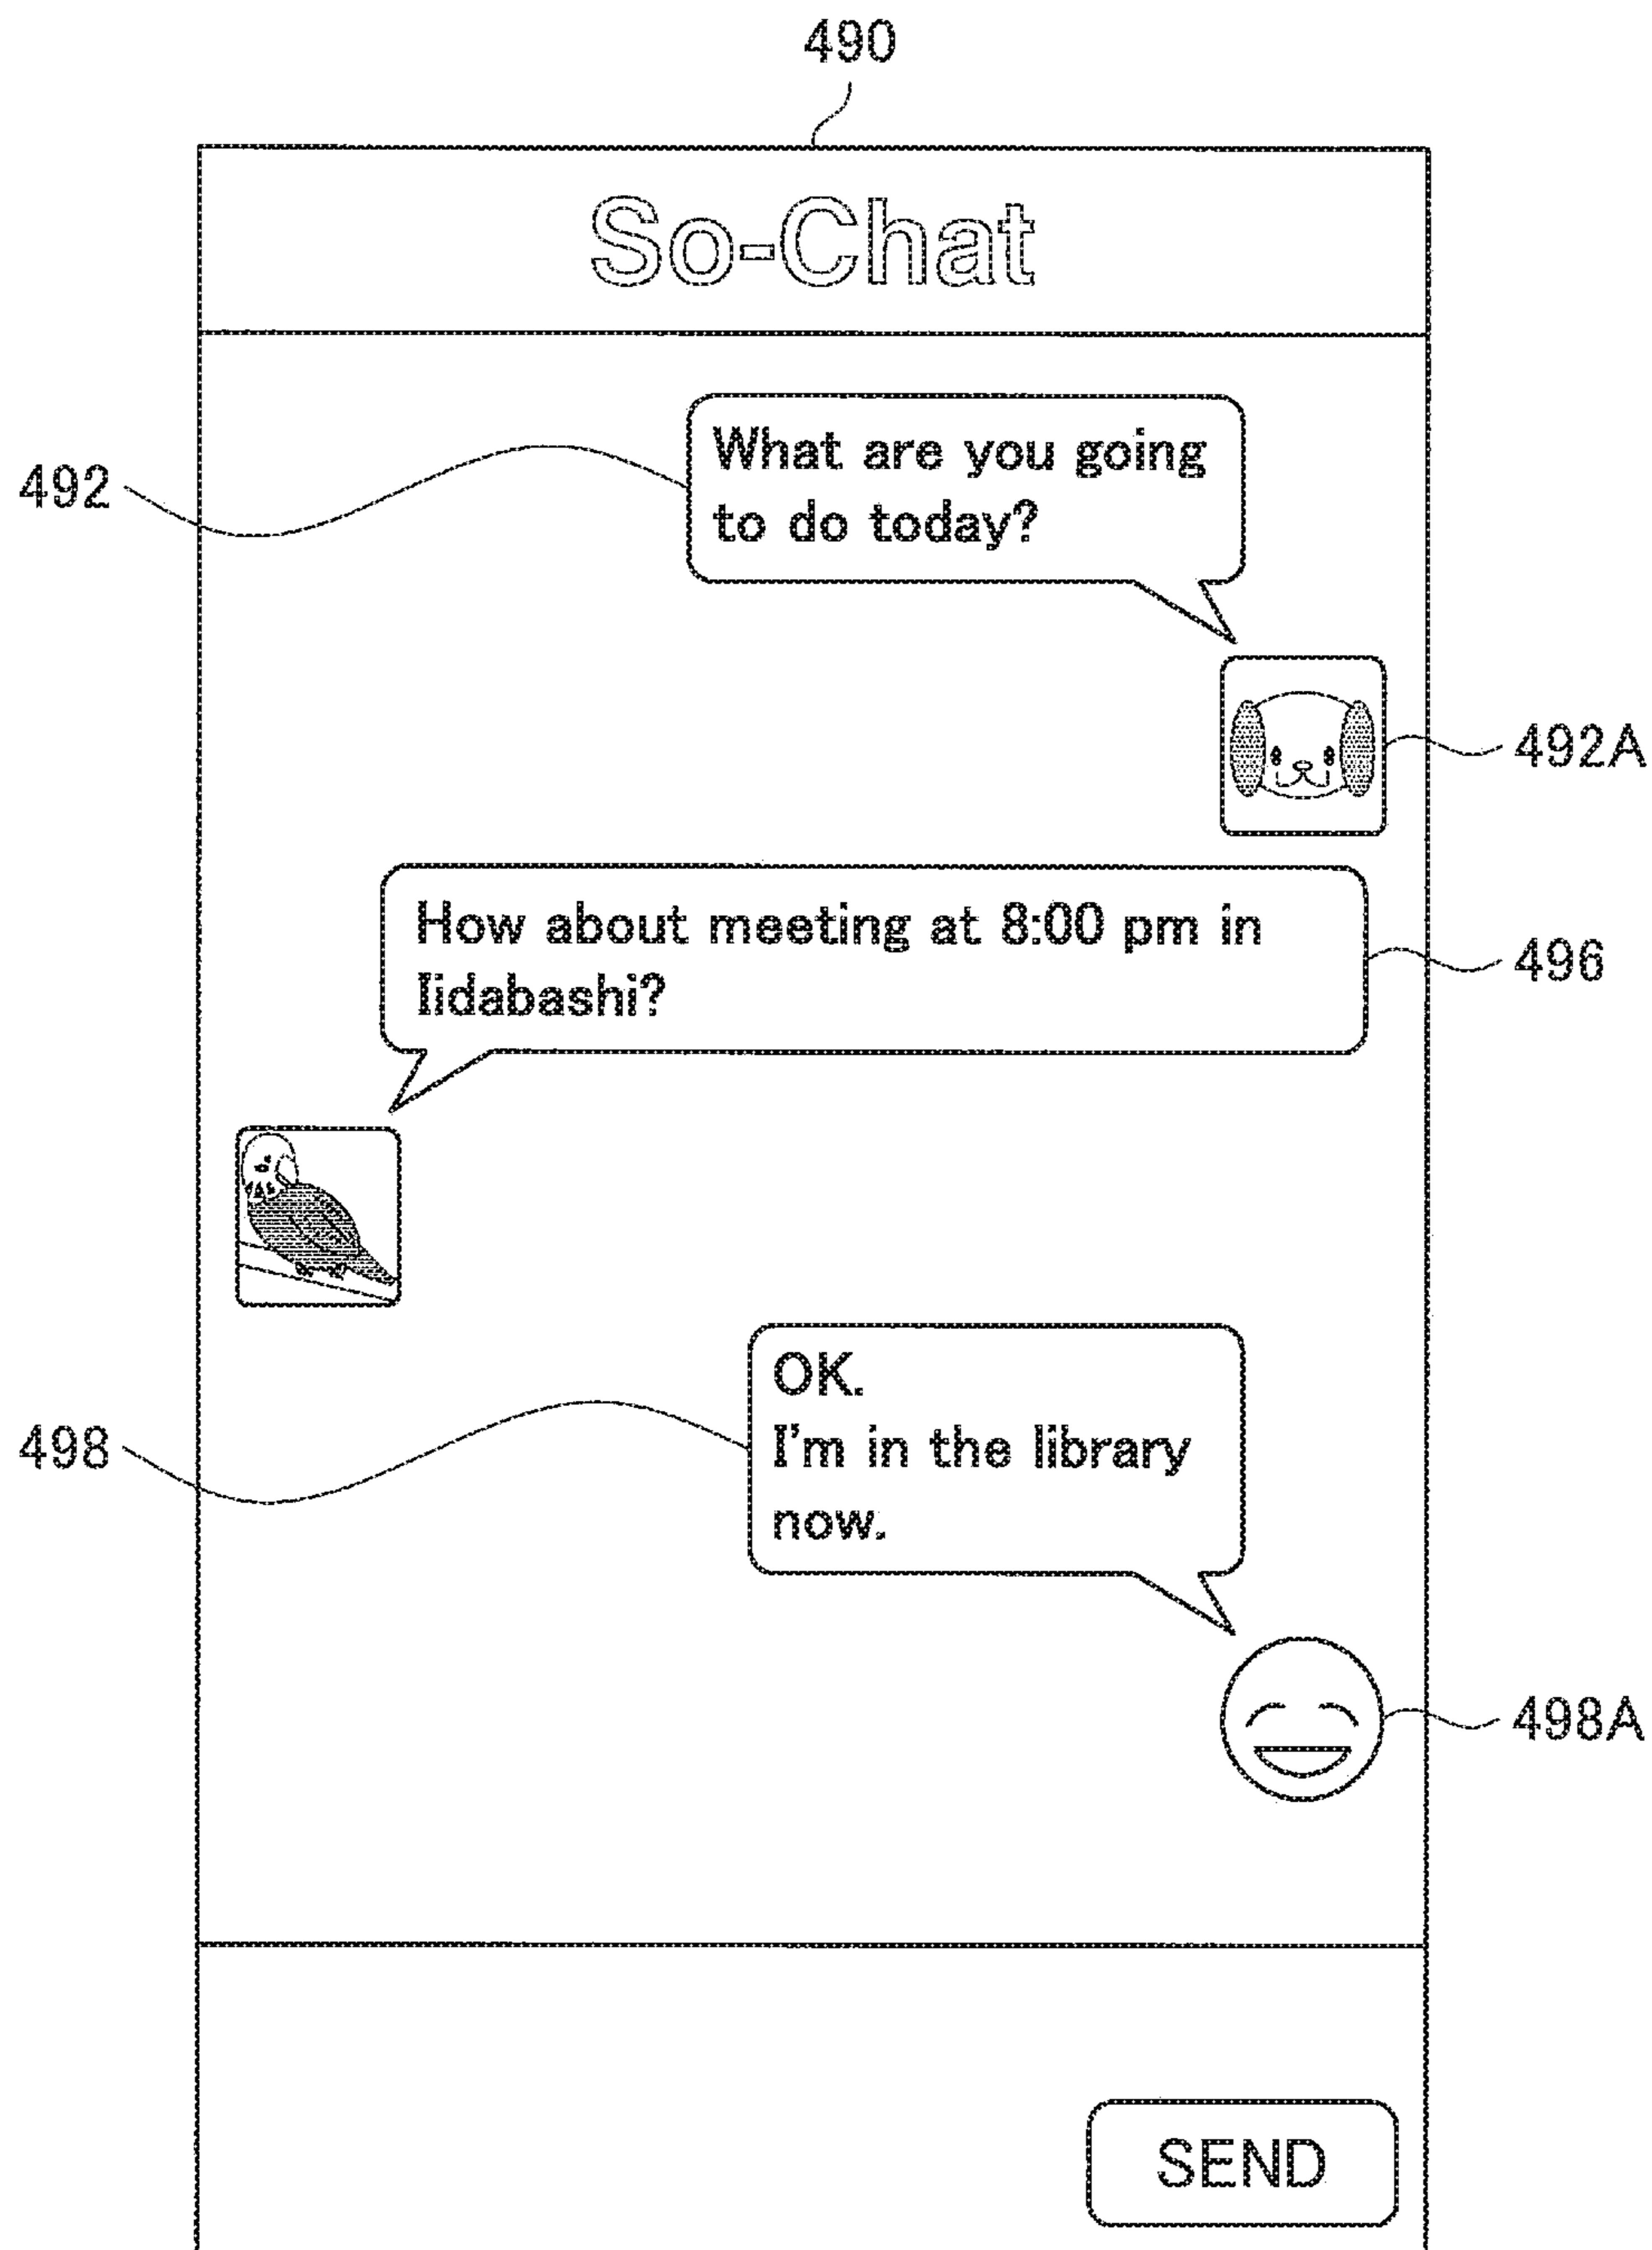 490
So-Chat
492
What are you going
to do today?
492A
How about meeting at 8:00 pm in
Iidabashi?
496
498
OK.
I'm in the library
now.
498A
SEND